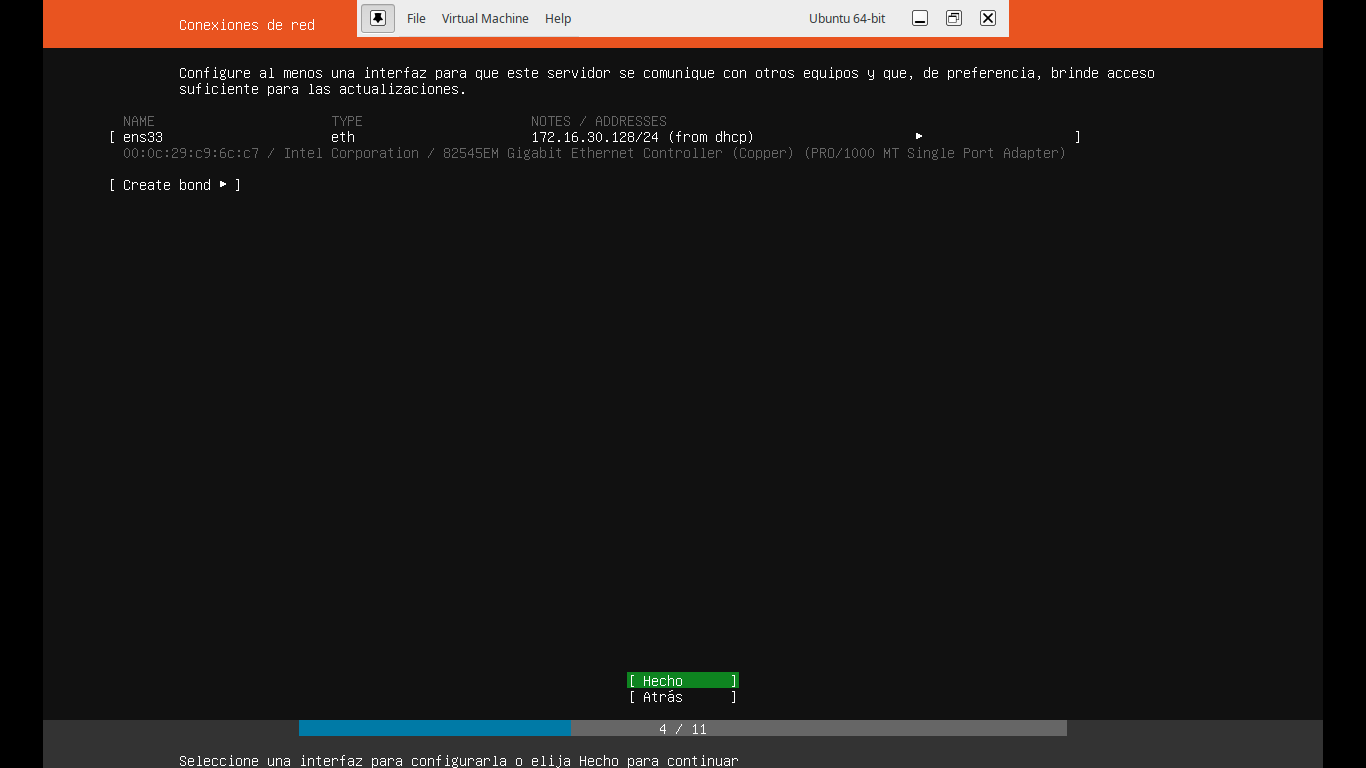 File Virtual Machine Help Ubuntu 64-bit
Conexiones de red
Configure al menos una interfaz para que este servidor se comunique con otros equipos y que, de preferencia, brinde acceso
suficiente para las actualizaciones.
NAME TYPE NOTES / ADDRESSES
[ ens33 eth 172.16.30.128/24 (from dhcp) ▸ ]
00:0c:29:c9:6c:c7 / Intel Corporation / 82545EM Gigabit Ethernet Controller (Copper) (PRO/1000 MT Single Port Adapter)
[ Create bond ▸ ]
[ Hecho ]
[ Atrás ]
4 / 11
Seleccione una interfaz para configurarla o elija Hecho para continuar